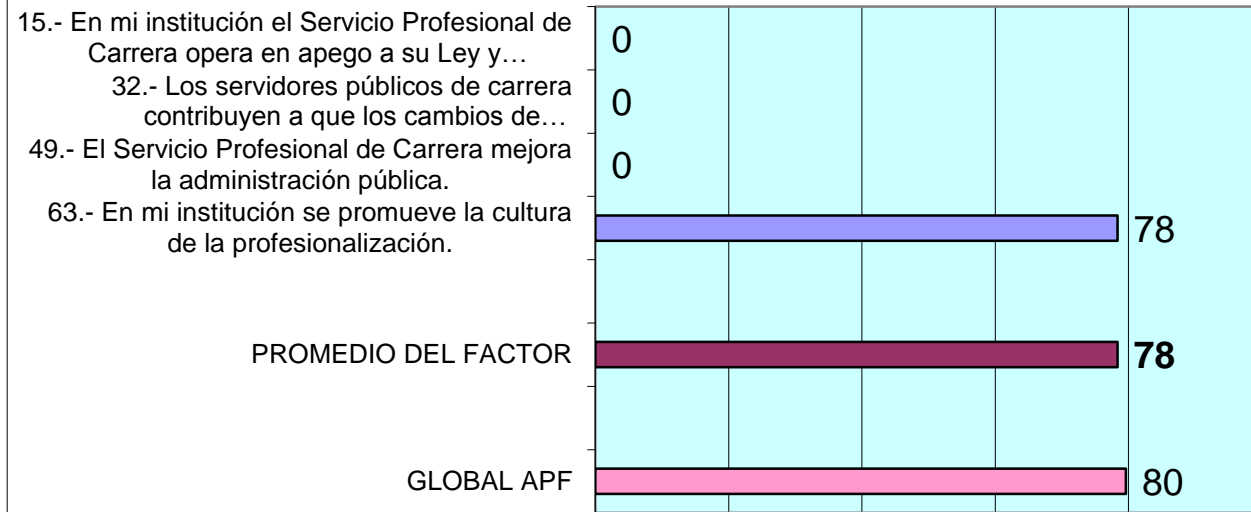 15.- En mi institución el Servicio Profesional de
Carrera opera en apego a su Ley y…
0
32.- Los servidores públicos de carrera
contribuyen a que los cambios de…
0
49.- El Servicio Profesional de Carrera mejora
la administración pública.
0
63.- En mi institución se promueve la cultura
de la profesionalización.
78
PROMEDIO DEL FACTOR
78
GLOBAL APF
80